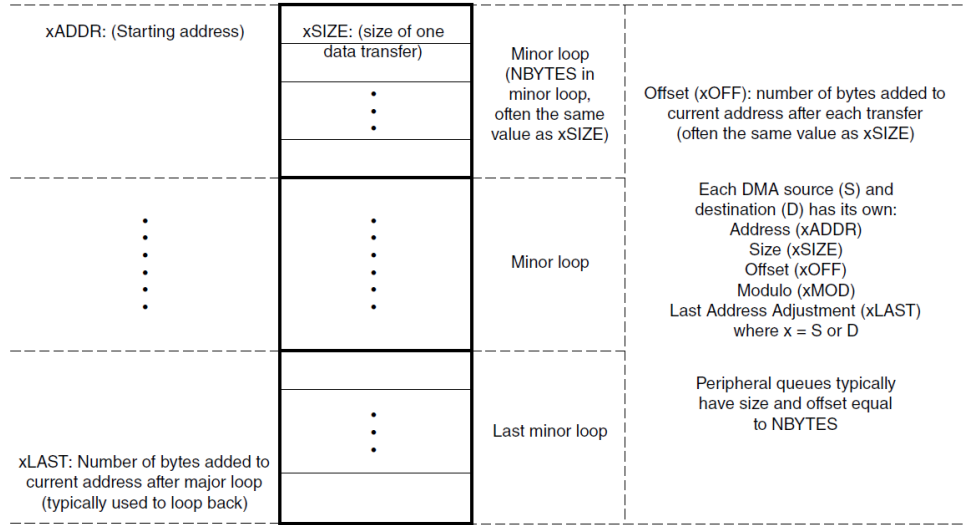 xADDR: (Starting address)
xSIZE: (size of one
data transfer)
Minor loop
(NBYTES in
minor loop,
often the same
value as xSIZE)
Offset (xOFF): number of bytes added to
current address after each transfer
(often the same value as xSIZE)
Minor loop
Each DMA source (S) and
destination (D) has its own:
Address (xADDR)
Size (xSIZE)
Offset (xOFF)
Modulo (xMOD)
Last Address Adjustment (xLAST)
where x = S or D
xLAST: Number of bytes added to
current address after major loop
(typically used to loop back)
Last minor loop
Peripheral queues typically
have size and offset equal
to NBYTES